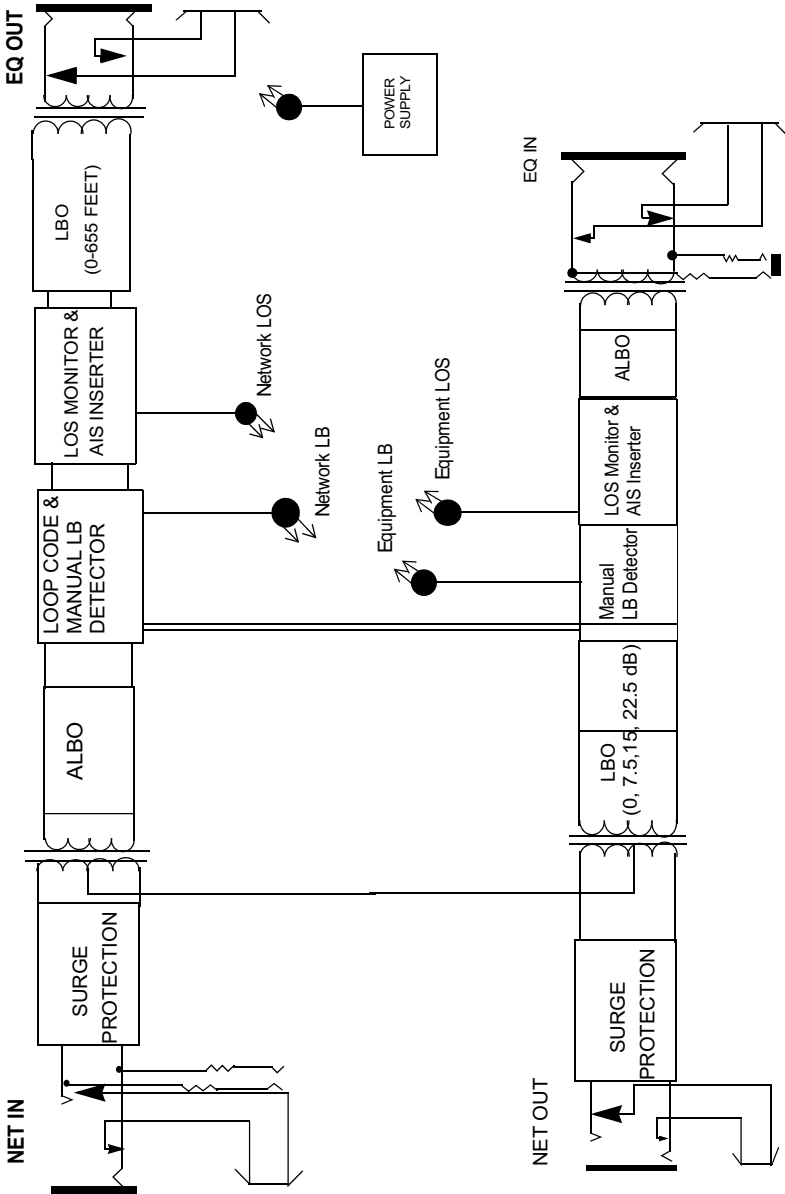 NET IN
SURGE
PROTECTION
ALBO
LOOP CODE &
MANUAL LB
DETECTOR
LOS MONITOR &
AIS INSERTER
LBO
(0-655 FEET)
EQ OUT
Network LB
Network LOS
POWER
SUPPLY
Equipment LB
Equipment LOS
NET OUT
SURGE
PROTECTION
LBO
(0, 7.5,15, 22.5 dB)
Manual
LB Detector
LOS Monitor &
AIS Inserter
ALBO
EQ IN